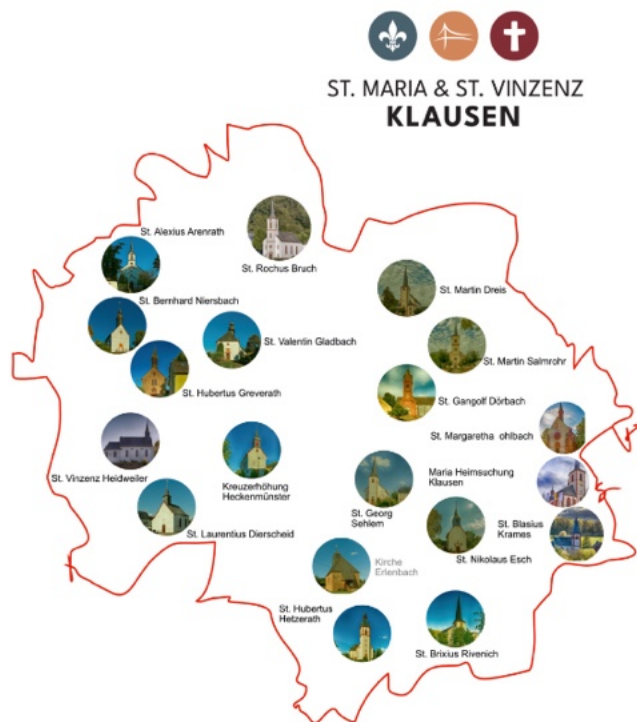 ST. MARIA & ST. VINZENZ
KLAUSEN
St. Alexius Arenrath
St. Rochus Bruch
St. Martin Dreis
St. Bernhard Niersbach
St. Valentin Gladbach
St. Martin Salmrohr
St. Hubertus Greverath
St. Gangolf Dörbach
St. Margaretha ohlbach
St. Vinzenz Heidweiler
Kreuzerhöhung
Heckenmünster
Maria Heimsuchung
Klausen
St. Georg
Sehlem
St. Blasius
Krames
St. Laurentius Dierscheid
St. Nikolaus Esch
Kirche
Erlenbach
St. Hubertus
Hetzerath
St. Brixius Rivenich